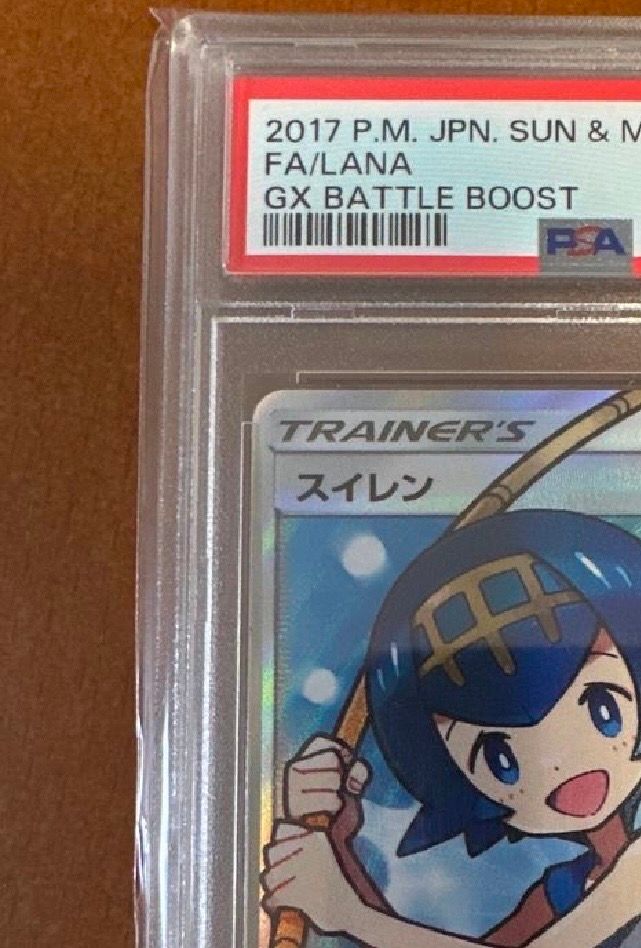 2017 P.M. JPN. SUN & M
FA/LANA
GX BATTLE BOOST
PSA
TRAINER'S
スイレン